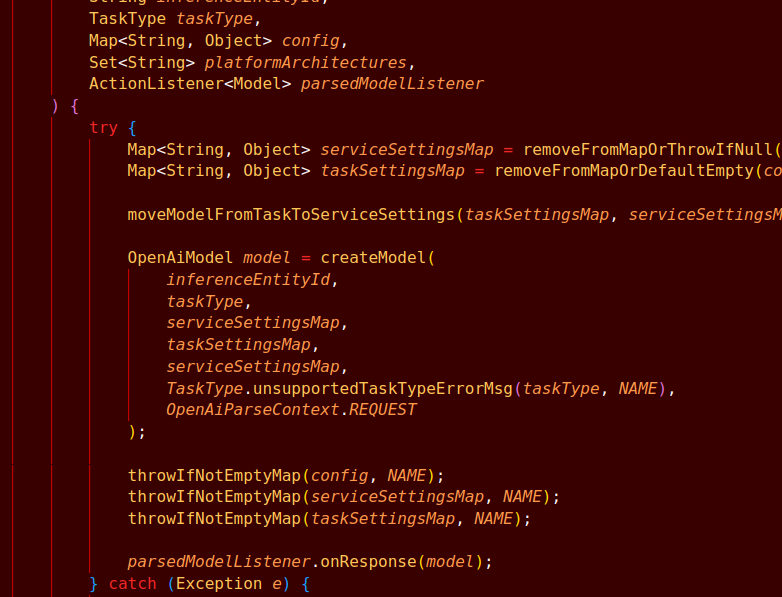 String inferenceEntityId,
TaskType taskType,
Map<String, Object> config,
Set<String> platformArchitectures,
ActionListener<Model> parsedModelListener
) {
try {
Map<String, Object> serviceSettingsMap = removeFromMapOrThrowIfNull(
Map<String, Object> taskSettingsMap = removeFromMapOrDefaultEmpty(co
moveModelFromTaskToServiceSettings(taskSettingsMap, serviceSettingsM
OpenAiModel model = createModel(
inferenceEntityId,
taskType,
serviceSettingsMap,
taskSettingsMap,
serviceSettingsMap,
TaskType.unsupportedTaskTypeErrorMsg(taskType, NAME),
OpenAiParseContext.REQUEST
);
throwIfNotEmptyMap(config, NAME);
throwIfNotEmptyMap(serviceSettingsMap, NAME);
throwIfNotEmptyMap(taskSettingsMap, NAME);
parsedModelListener.onResponse(model);
} catch (Exception e) {